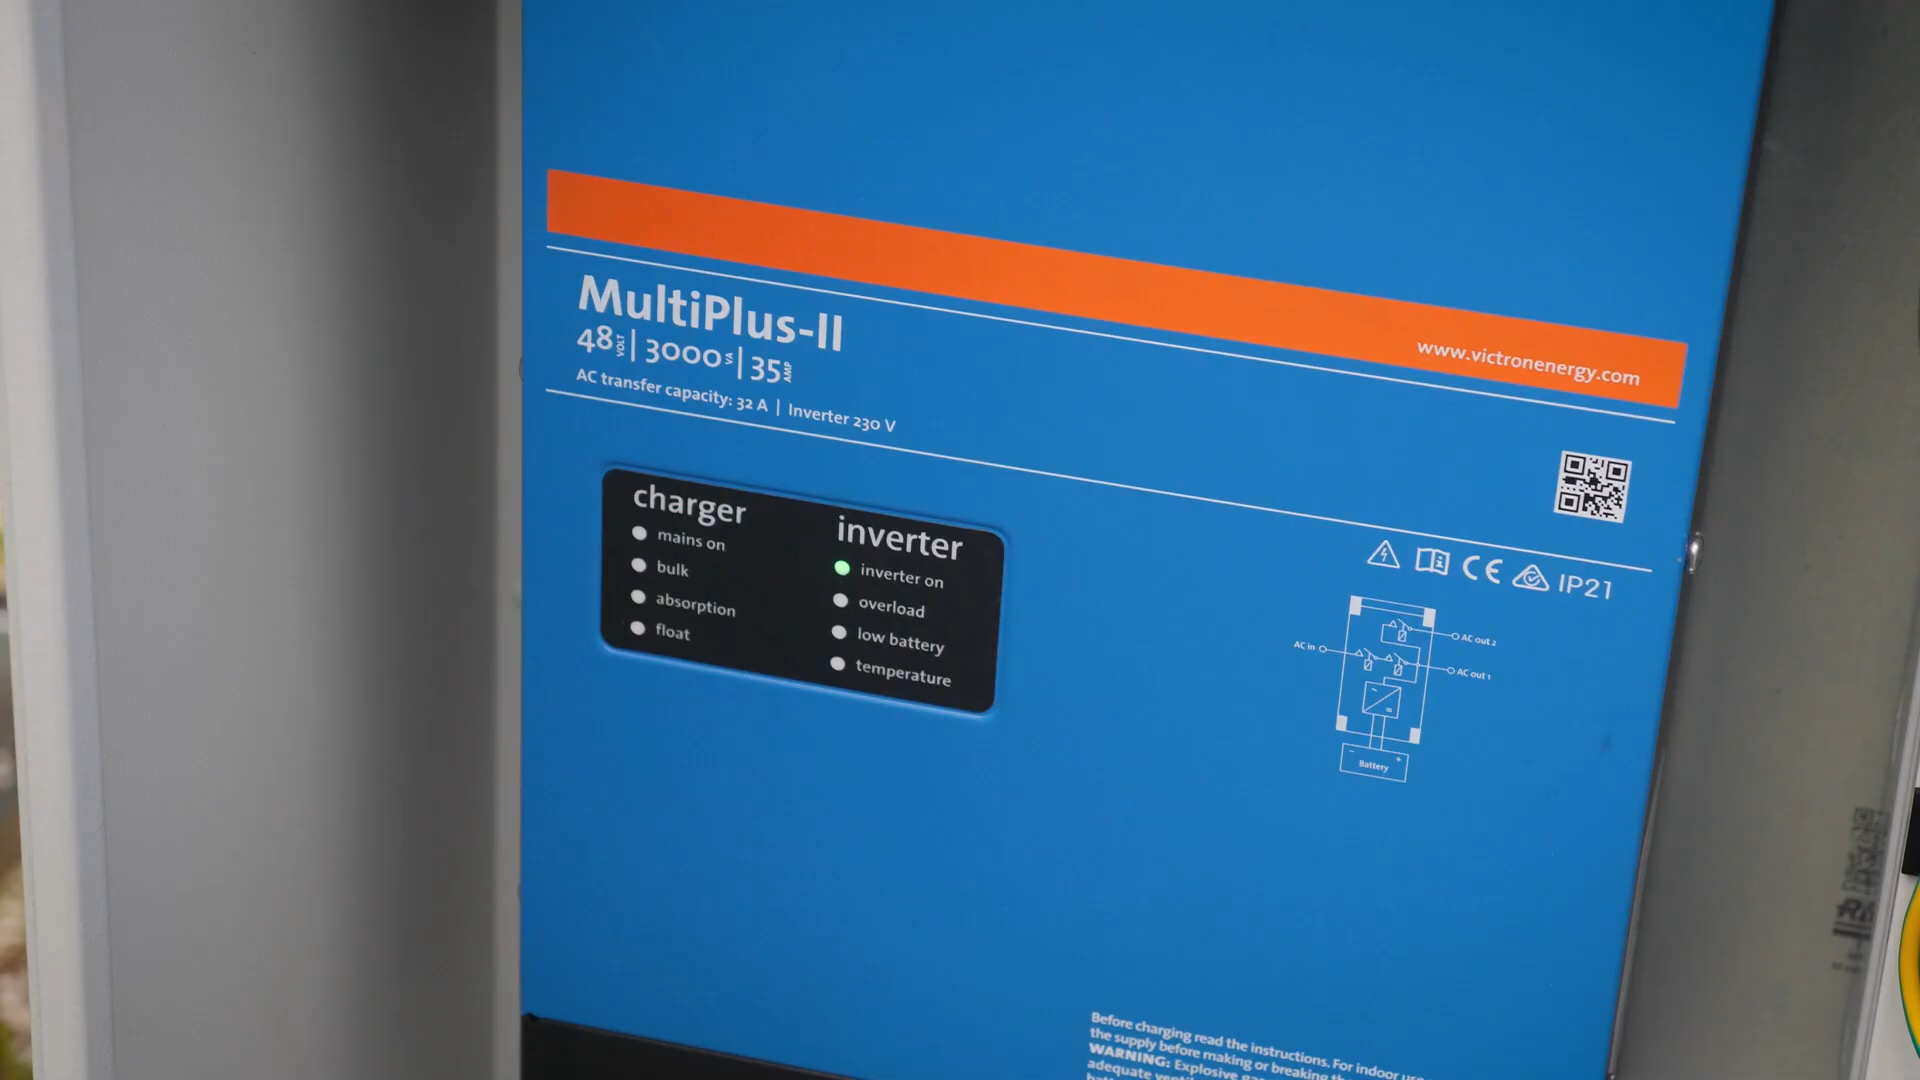 www.victronenergy.com
MultiPlus-II
48 VOLT | 3000 VA | 35 AMP
AC transfer capacity: 32 A | Inverter 230 V
charger
mains on
bulk
absorption
float
inverter
inverter on
overload
low battery
temperature
CE IP21
AC in
AC out 2
AC out 1
Battery
Before charging read the instructions. For indoor
the supply before making or breaking
WARNING: Explosive
adequate